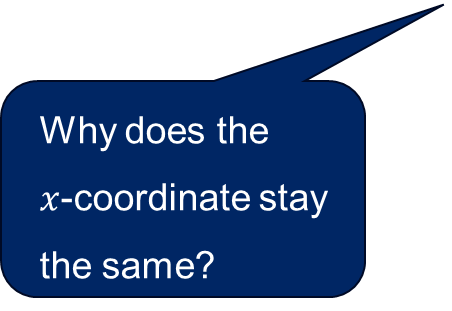 Why does the
𝑥-coordinate stay
the same?